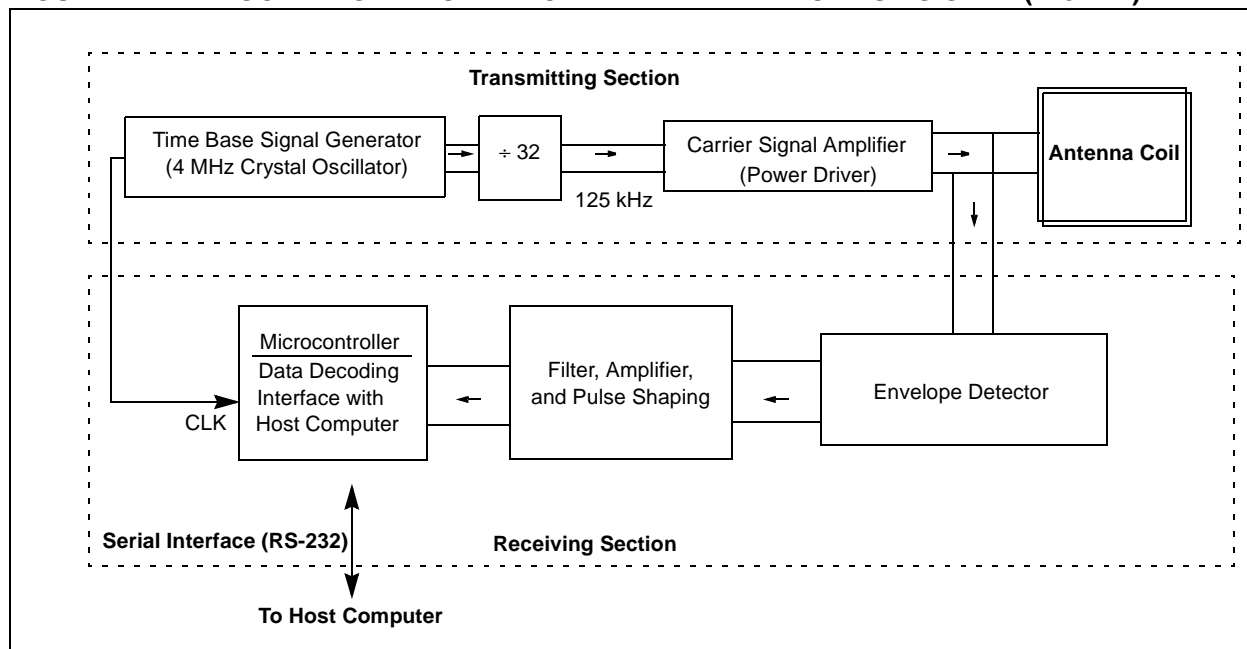 Transmitting Section
Time Base Signal Generator
(4 MHz Crystal Oscillator)
÷ 32
125 kHz
Carrier Signal Amplifier
(Power Driver)
Antenna Coil
Microcontroller
Data Decoding
Interface with
Host Computer
CLK
Filter, Amplifier,
and Pulse Shaping
Envelope Detector
Serial Interface (RS-232)
Receiving Section
To Host Computer